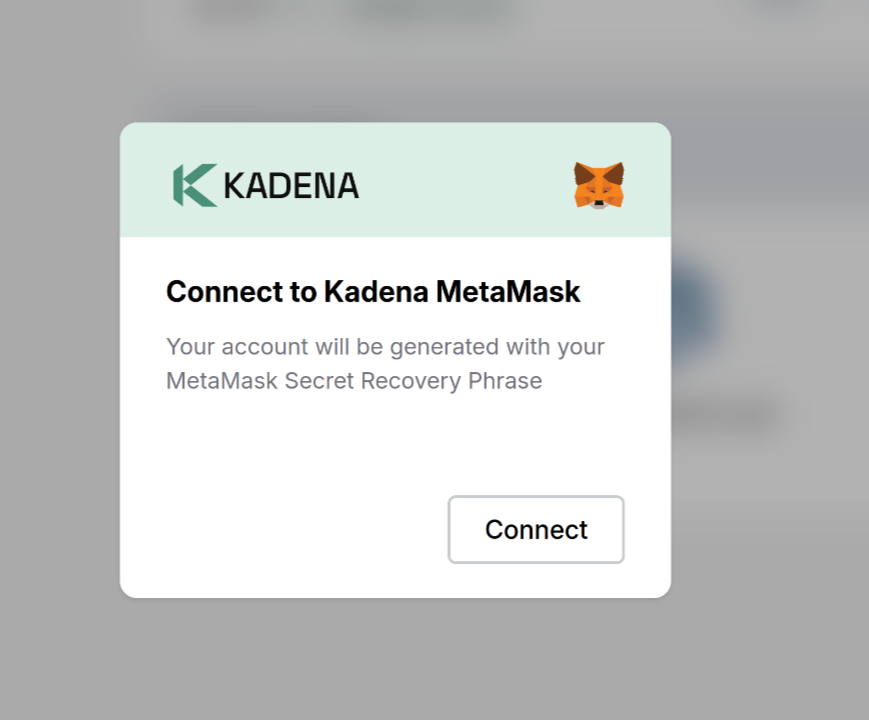 KADENA
Connect to Kadena MetaMask
Your account will be generated with your
MetaMask Secret Recovery Phrase
Connect